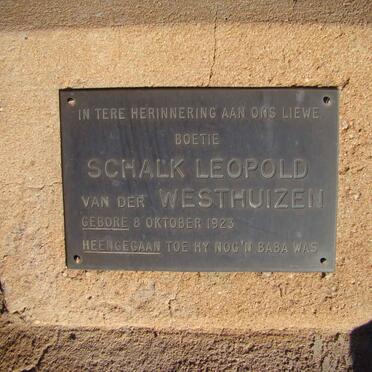 IN TERE HERINNERING AAN ONS LIEWE
BOETIE
SCHALK LEOPOLD
VAN DER WESTHUIZEN
GEBORE 8 OKTOBER 1923
HEENGEGAAN TOE HY NOG'N BABA WAS